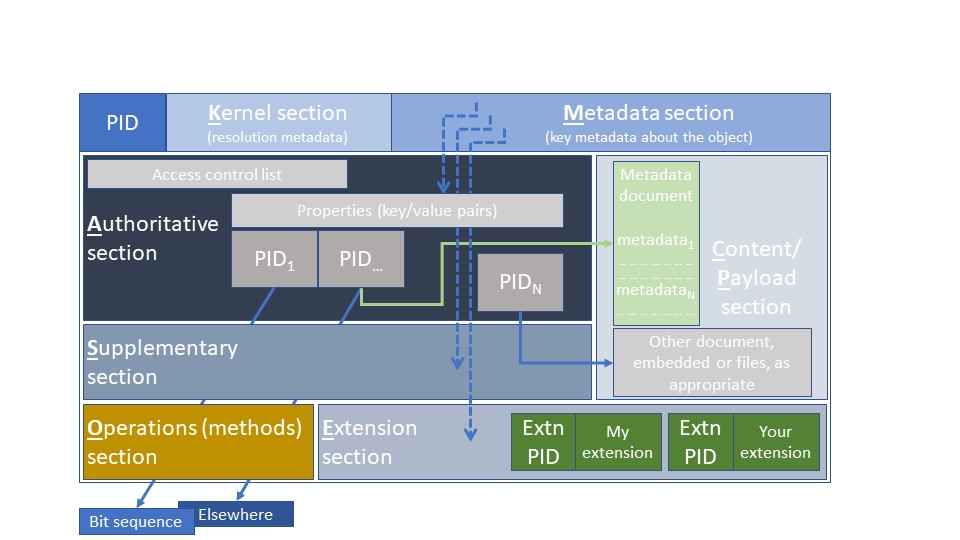 PID
Kernel section
(resolution metadata)
Metadata section
(key metadata about the object)
Access control list
Authoritative
section
Properties (key/value pairs)
PID1
PID...
PIDN
Metadata
document
metadata1
_ _ _ _ _ _ _
_ _ _ _ _ _ _
metadataN
_ _ _ _ _ _ _
Content/
Payload
section
Supplementary
section
Other document,
embedded or files, as
appropriate
Operations (methods)
section
Extension
section
Extn
PID
My
extension
Extn
PID
Your
extension
Bit sequence
Elsewhere